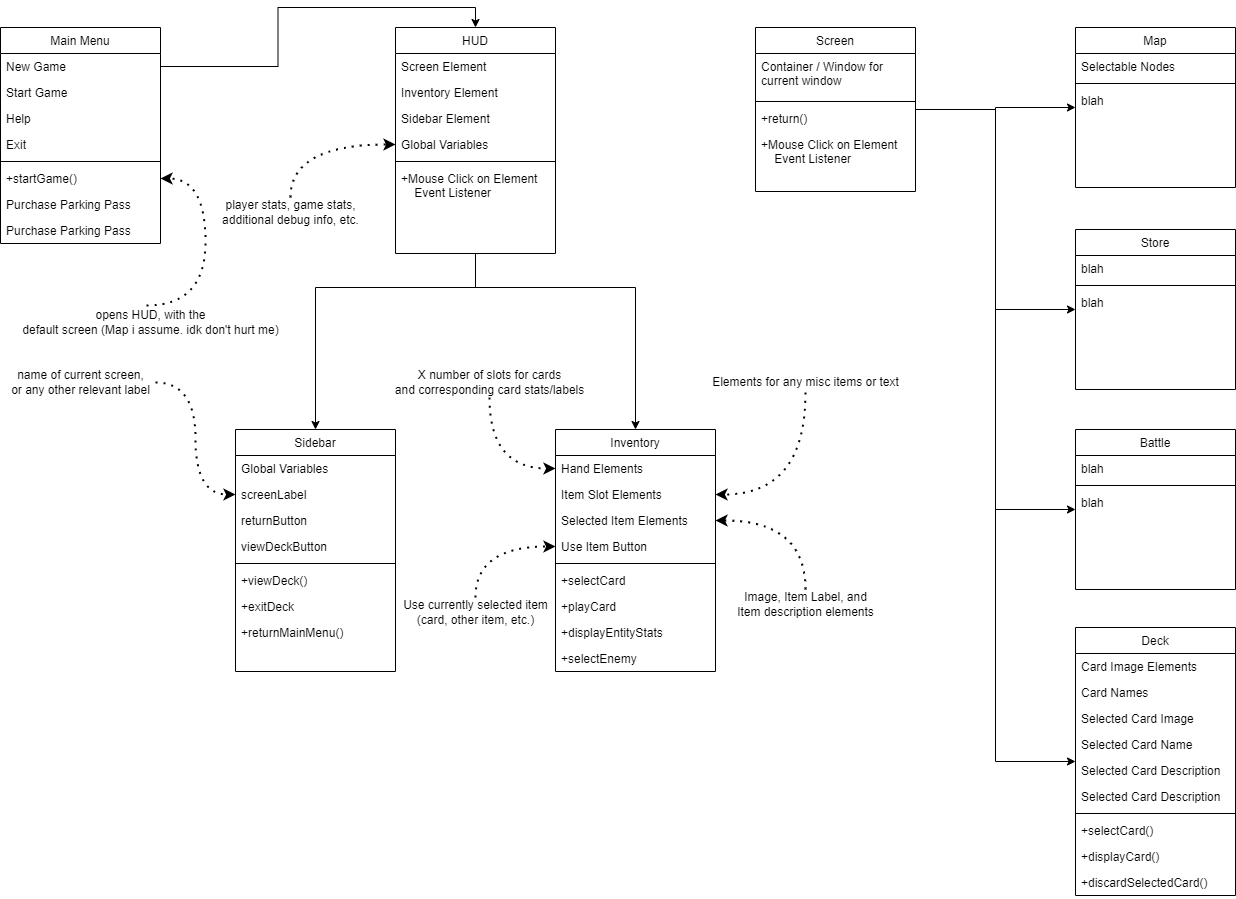 Main Menu
New Game
Start Game
Help
Exit
+startGame()
Purchase Parking Pass
Purchase Parking Pass
HUD
Screen Element
Inventory Element
Sidebar Element
Global Variables
+Mouse Click on Element
Event Listener
player stats, game stats,
additional debug info, etc.
opens HUD, with the
default screen (Map i assume. idk don't hurt me)
Screen
Container / Window for
current window
+return()
+Mouse Click on Element
Event Listener
Map
Selectable Nodes
blah
Store
blah
blah
name of current screen,
or any other relevant label
X number of slots for cards
and corresponding card stats/labels
Elements for any misc items or text
Sidebar
Global Variables
screenLabel
returnButton
viewDeckButton
+viewDeck()
+exitDeck
+returnMainMenu()
Inventory
Hand Elements
Item Slot Elements
Selected Item Elements
Use Item Button
+selectCard
+playCard
+displayEntityStats
+selectEnemy
Use currently selected item
(card, other item, etc.)
Image, Item Label, and
Item description elements
Battle
blah
blah
Deck
Card Image Elements
Card Names
Selected Card Image
Selected Card Name
Selected Card Description
Selected Card Description
+selectCard()
+displayCard()
+discardSelectedCard()